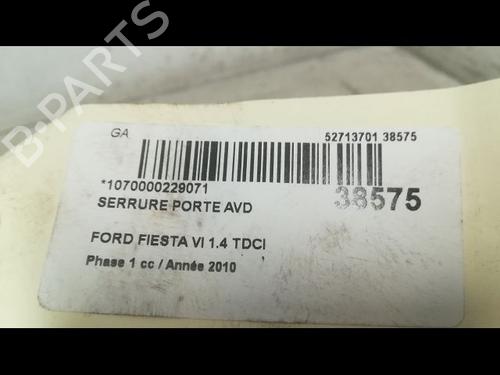 B-PARTS
GA
52713701 38575
*1070000229071
38575
SERRURE PORTE AVD
FORD FIESTA VI 1.4 TDCI
Phase 1 cc / Année 2010